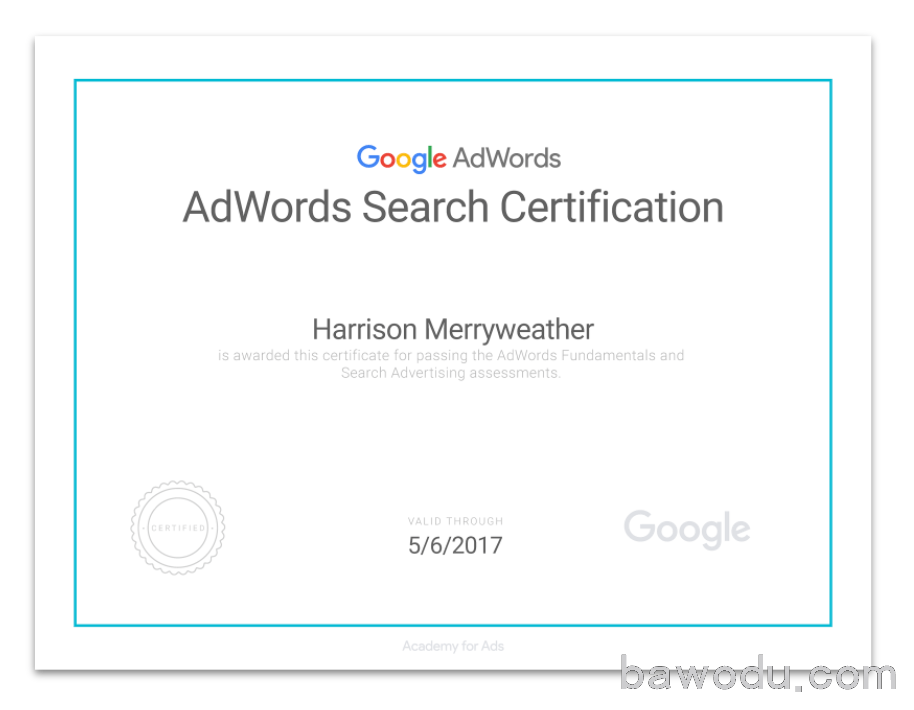 Google AdWords
AdWords Search Certification
Harrison Merryweather
is awarded this certificate for passing the AdWords Fundamentals and
Search Advertising assessments.
· CERTIFIED ·
VALID THROUGH
5/6/2017
Google
Academy for Ads
bawodu.com